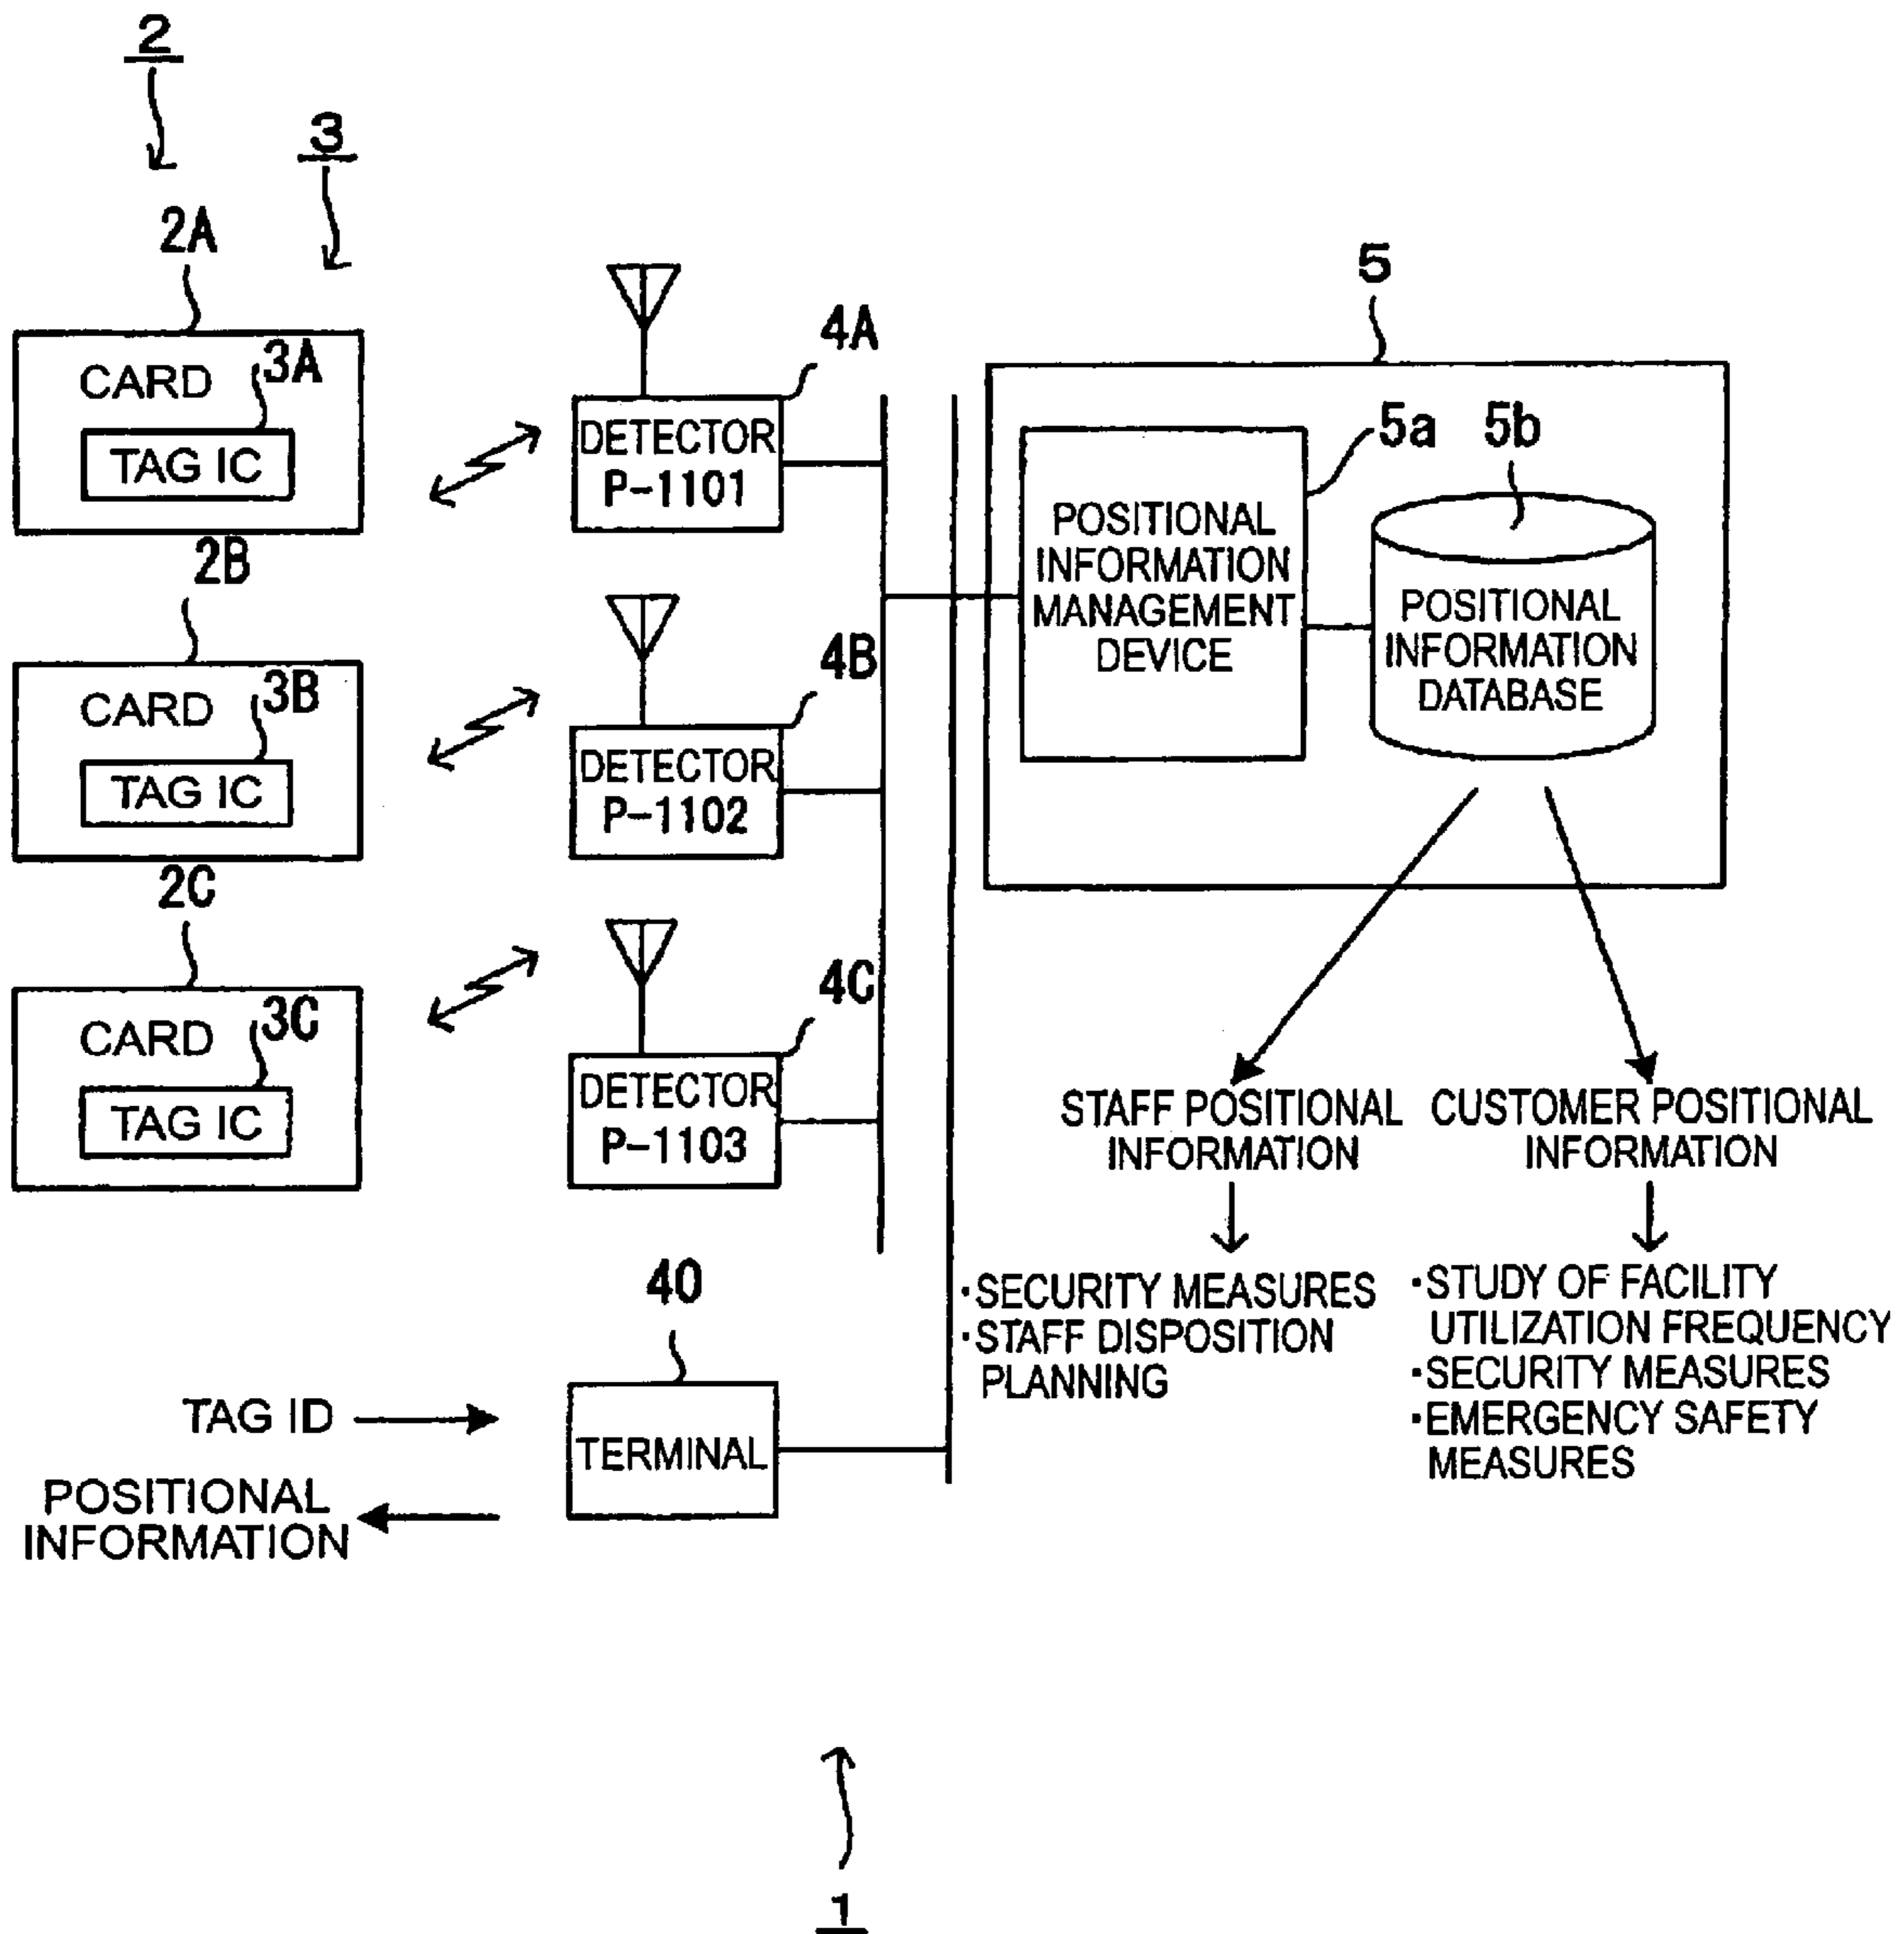 2
3
2A
CARD
3A
TAG IC
2B
CARD
3B
TAG IC
2C
CARD
3C
TAG IC
4A
DETECTOR
P-1101
4B
DETECTOR
P-1102
4C
DETECTOR
P-1103
5
5a
5b
POSITIONAL
INFORMATION
MANAGEMENT
DEVICE
POSITIONAL
INFORMATION
DATABASE
STAFF POSITIONAL
INFORMATION
CUSTOMER POSITIONAL
INFORMATION
・SECURITY MEASURES
・STAFF DISPOSITION
PLANNING
・STUDY OF FACILITY
UTILIZATION FREQUENCY
・SECURITY MEASURES
・EMERGENCY SAFETY
MEASURES
40
TERMINAL
TAG ID
POSITIONAL
INFORMATION
1